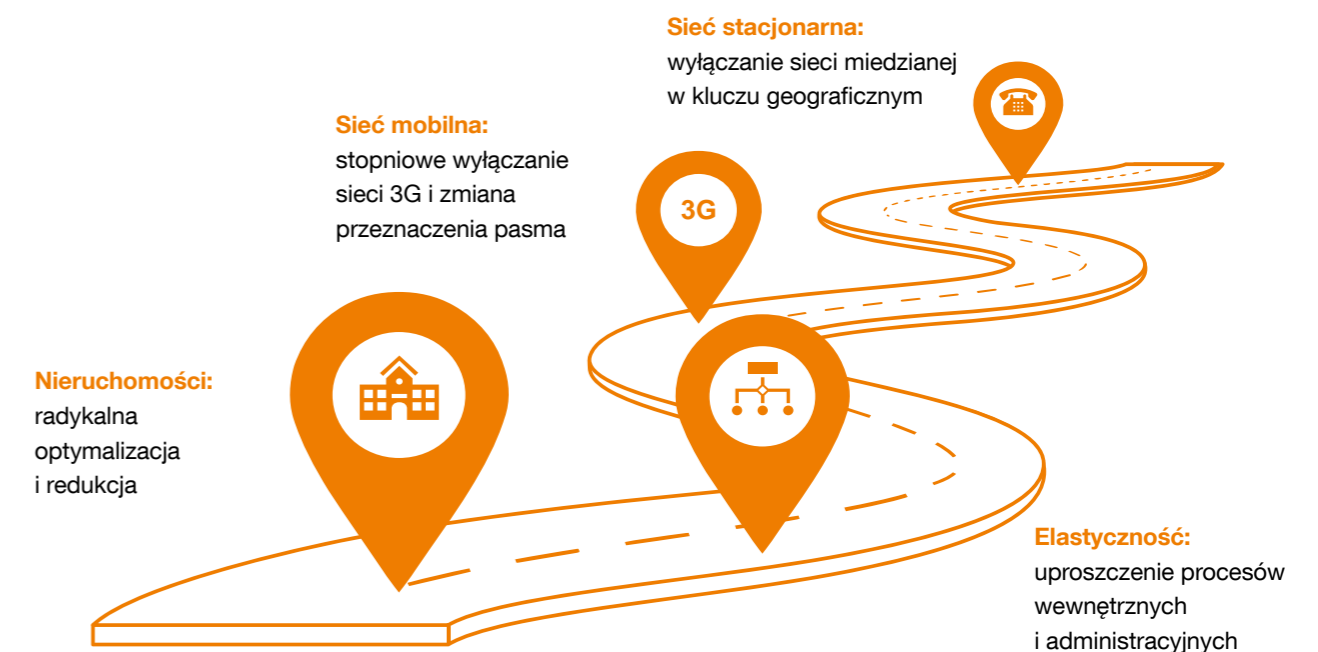 Sieć stacjonarna:
wyłączanie sieci miedzianej
w kluczu geograficznym
Sieć mobilna:
stopniowe wyłączanie
sieci 3G i zmiana
przeznaczenia pasma
3G
Nieruchomości:
radykalna
optymalizacja
i redukcja
Elastyczność:
uproszczenie procesów
wewnętrznych
i administracyjnych